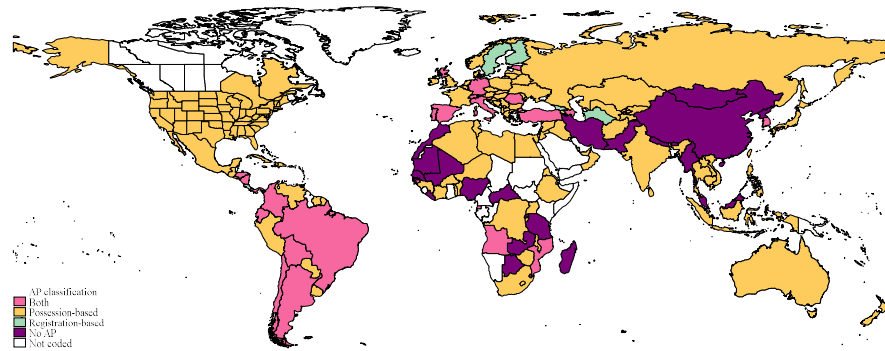 AP classification
Both
Possession-based
Registration-based
No AP
Not coded